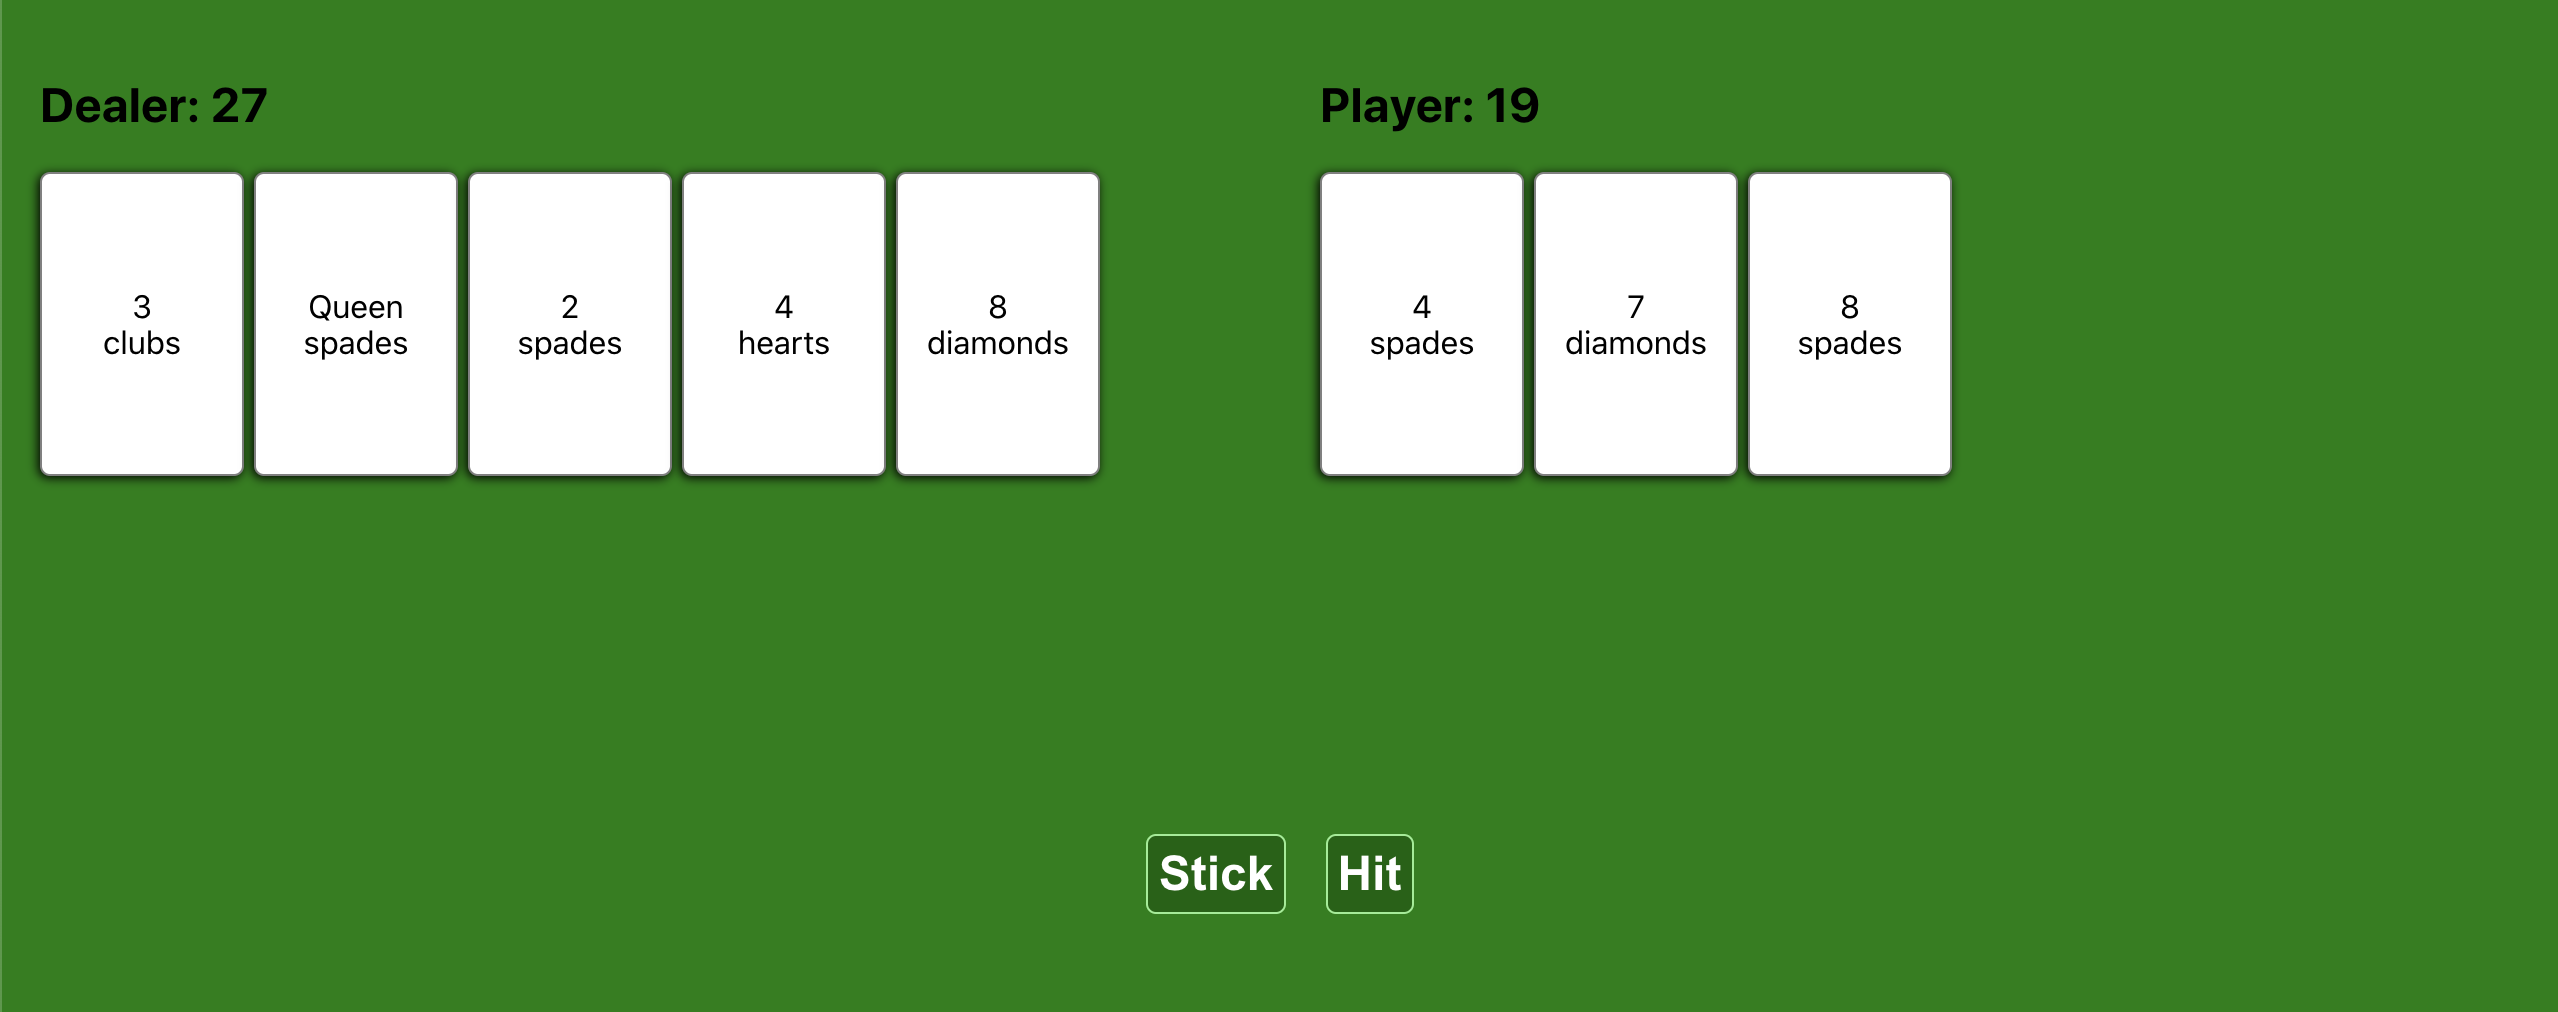 Dealer: 27
3
clubs
Queen
spades
2
spades
4
hearts
8
diamonds
Player: 19
4
spades
7
diamonds
8
spades
Stick
Hit